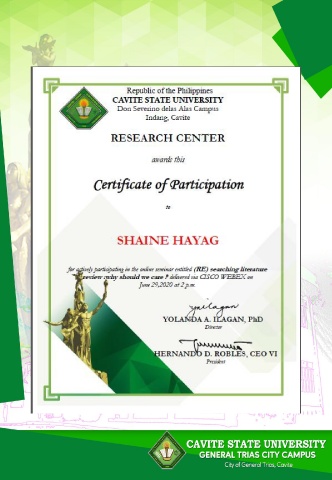 Republic of the Philippines
CAVITE STATE UNIVERSITY
Don Severino delas Alas Campus
Indang, Cavite
RESEARCH CENTER
awards this
Certificate of Participation
to
SHAINE HAYAG
for actively participating in the online seminar entitled (RE) searching literature
review :why should we care ? delivered via CISCO WEBEX on
June 29,2020 at 2 p.m
YOLANDA A. ILAGAN, PhD
Director
HERNANDO D. ROBLES, CEO VI
President
CAVITE STATE UNIVERSITY
GENERAL TRIAS CITY CAMPUS
City of General Trias, Cavite